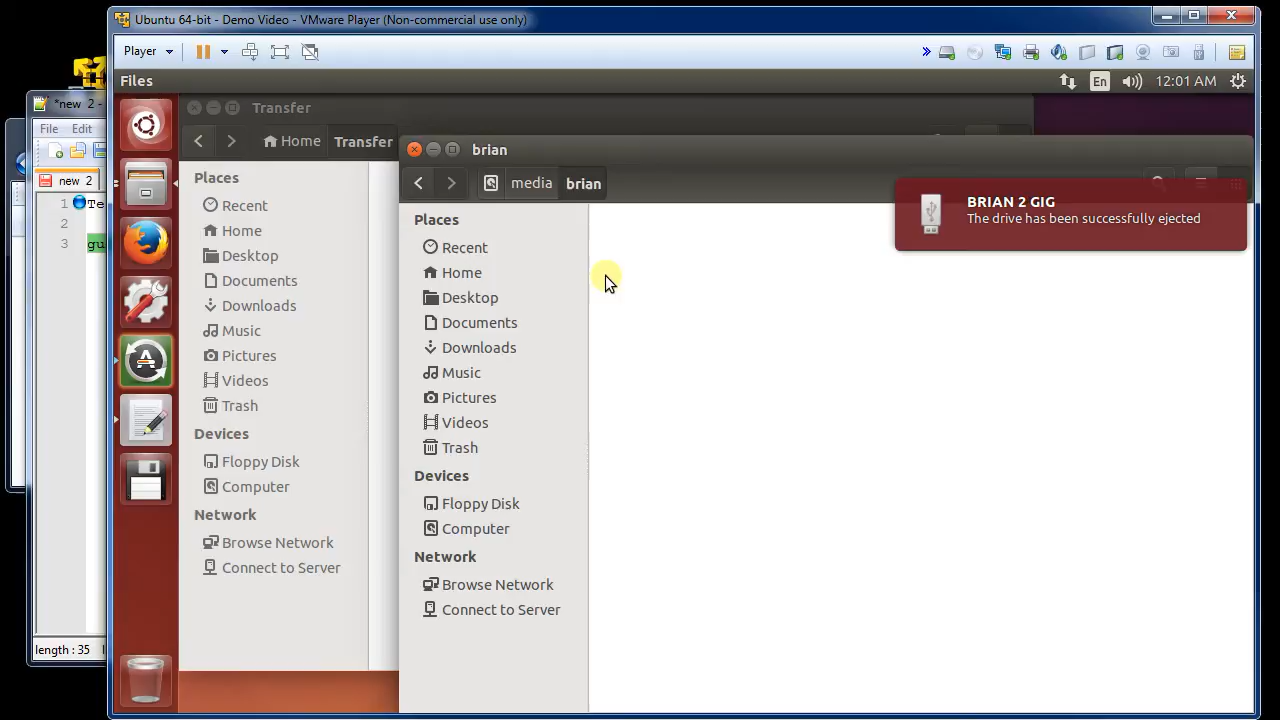 Ubuntu 64-bit - Demo Video - VMware Player (Non-commercial use only)
Player
Files
En
12:01 AM
*new 2 -
File Edit
new 2
1 Te
2
3 gu
length : 35
Transfer
Home Transfer
Places
Recent
Home
Desktop
Documents
Downloads
Music
Pictures
Videos
Trash
Devices
Floppy Disk
Computer
Network
Browse Network
Connect to Server
brian
media brian
Places
Recent
Home
Desktop
Documents
Downloads
Music
Pictures
Videos
Trash
Devices
Floppy Disk
Computer
Network
Browse Network
Connect to Server
BRIAN 2 GIG
The drive has been successfully ejected